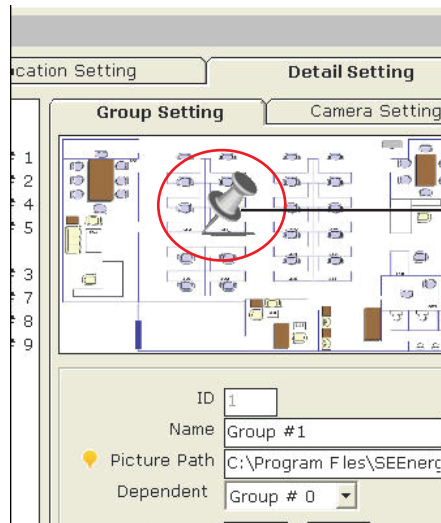 cation Setting
Detail Setting
Group Setting
Camera Setting
1
2
4
5
3
7
8
9
ID 1
Name Group #1
Picture Path C:\Program Fles\SEEnerg
Dependent Group # 0